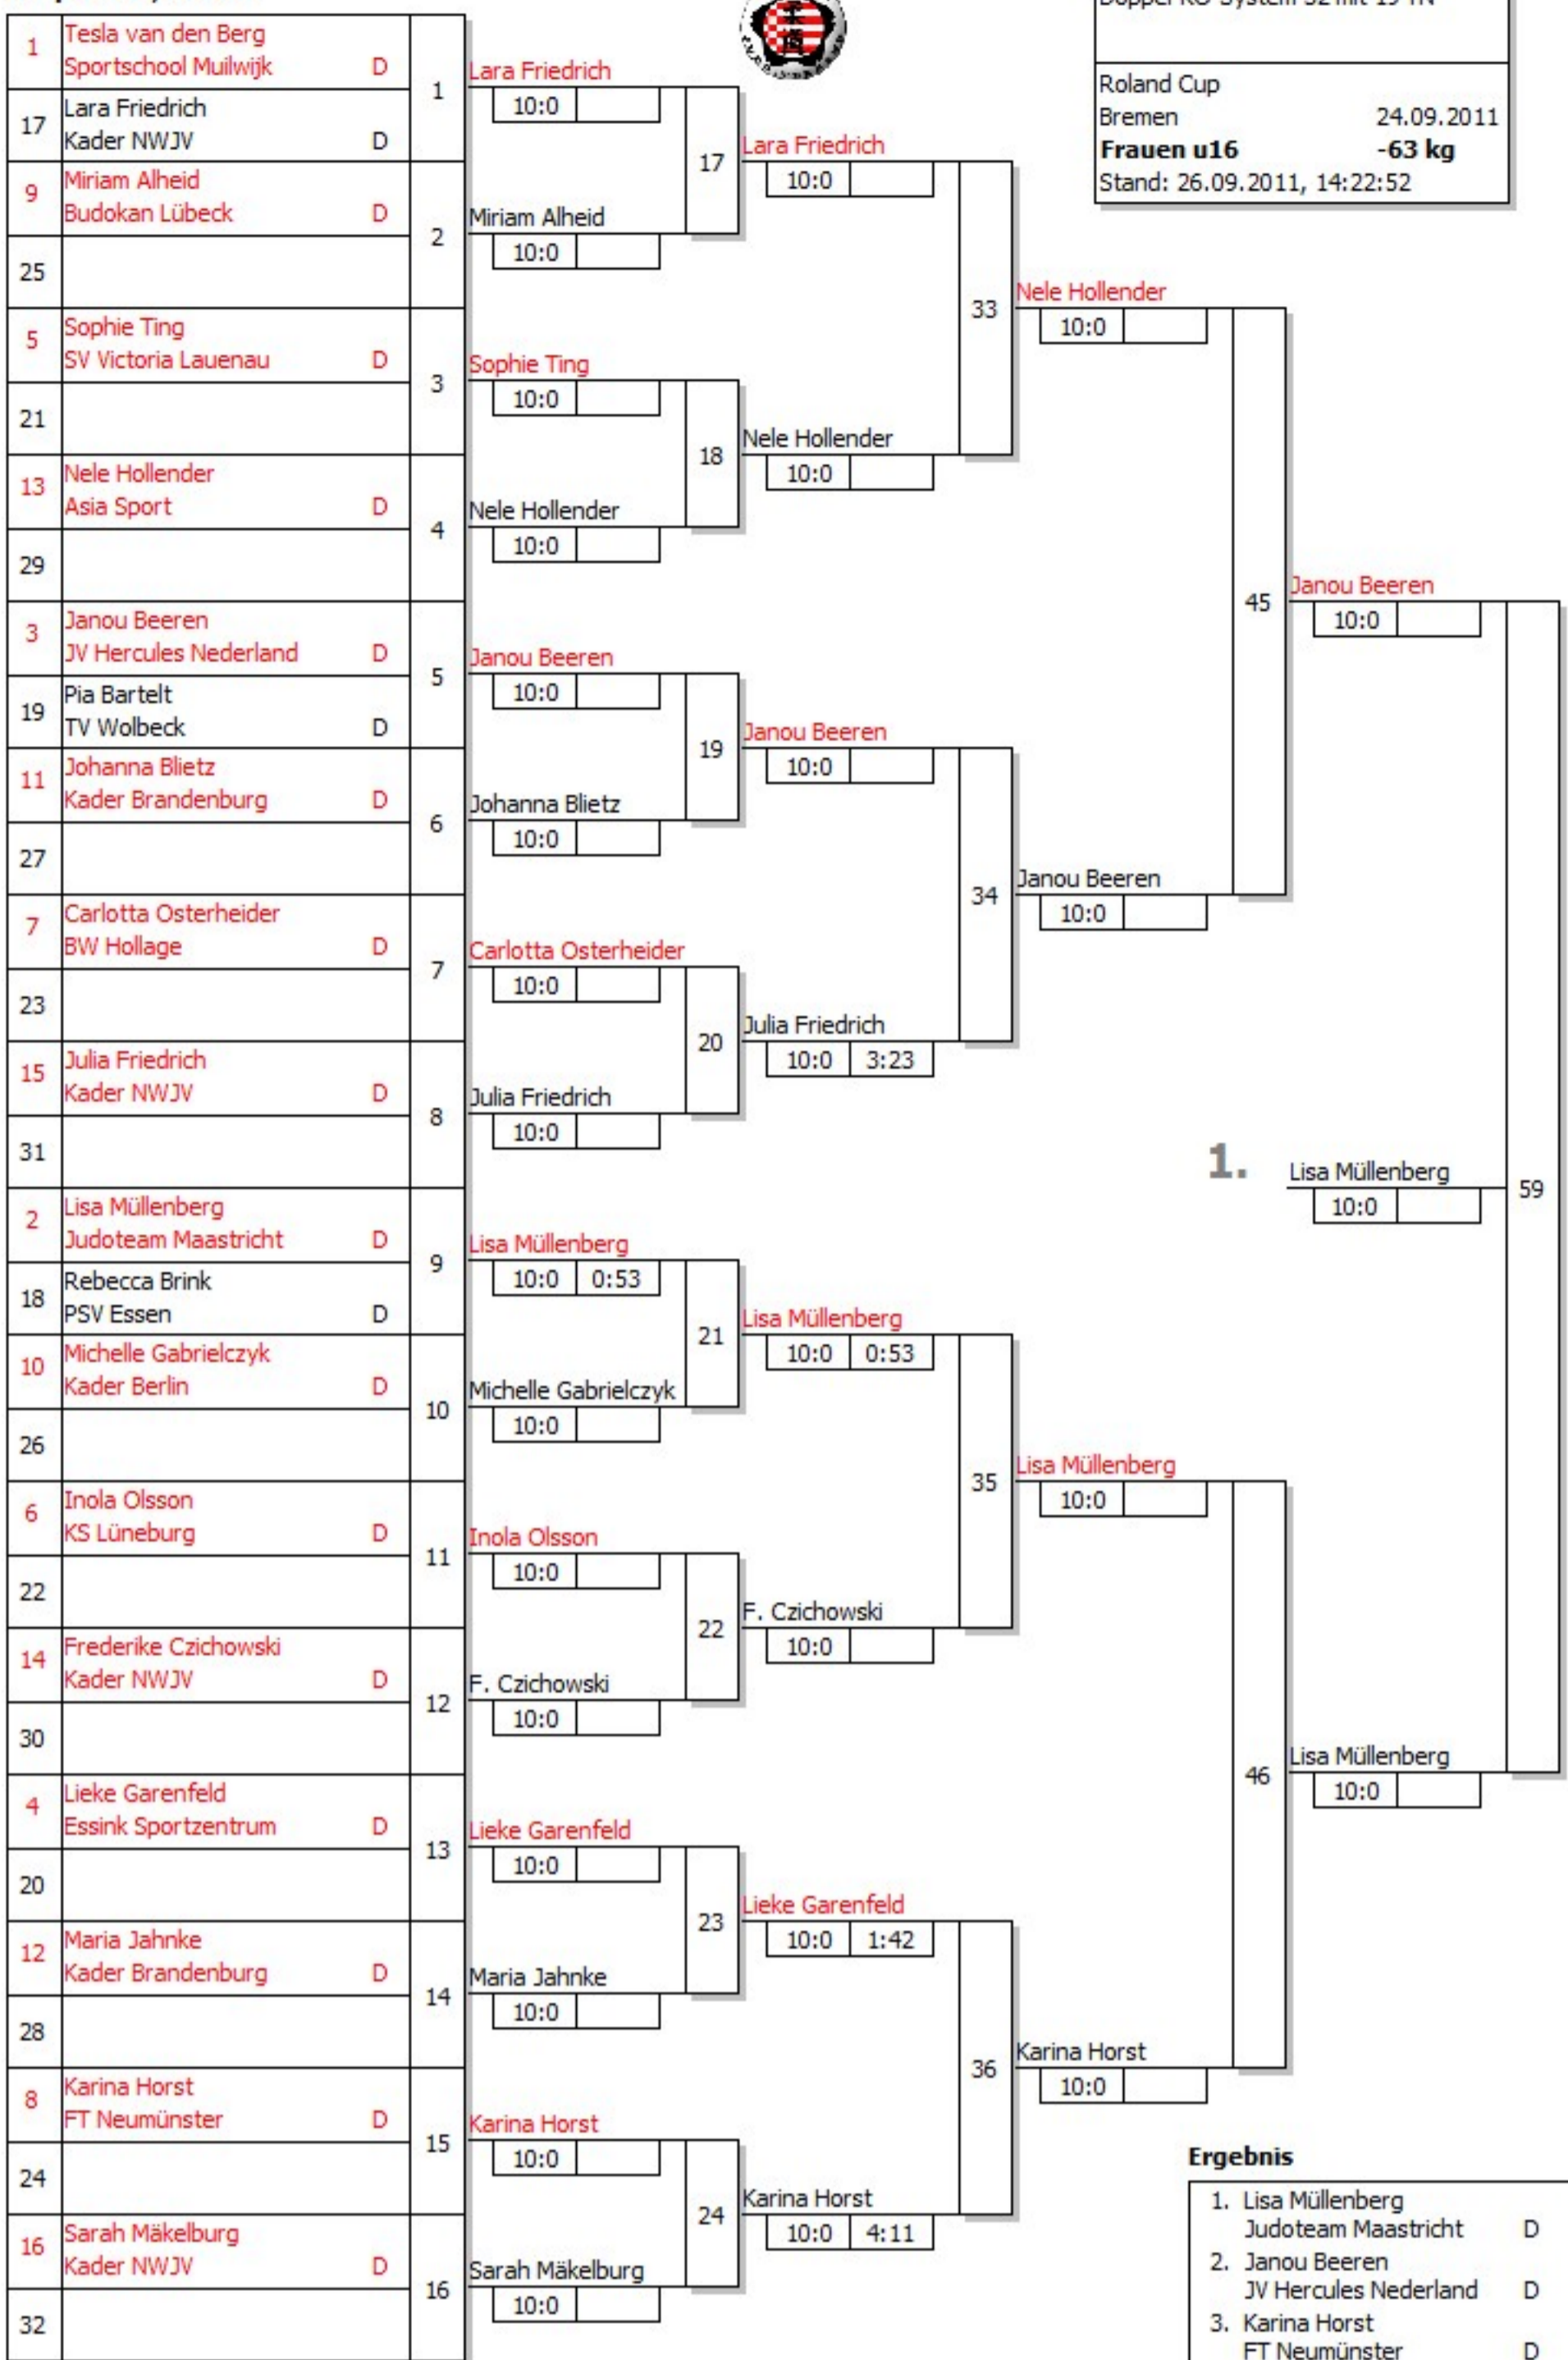 1
Tesla van den Berg
Sportschool Muilwijk D
17
Lara Friedrich
Kader NWJV D
9
Miriam Alheid
Budokan Lübeck D
25
5
Sophie Ting
SV Victoria Lauenau D
21
13
Nele Hollender
Asia Sport D
29
3
Janou Beeren
JV Hercules Nederland D
19
Pia Bartelt
TV Wolbeck D
11
Johanna Blietz
Kader Brandenburg D
27
7
Carlotta Osterheider
BW Hollage D
23
15
Julia Friedrich
Kader NWJV D
31
2
Lisa Müllenberg
Judoteam Maastricht D
18
Rebecca Brink
PSV Essen D
10
Michelle Gabrielczyk
Kader Berlin D
26
6
Inola Olsson
KS Lüneburg D
22
14
Frederike Czichowski
Kader NWJV D
30
4
Lieke Garenfeld
Essink Sportzentrum D
20
12
Maria Jahnke
Kader Brandenburg D
28
8
Karina Horst
FT Neumünster D
24
16
Sarah Mäkelburg
Kader NWJV D
32
1
2
3
4
5
6
7
8
9
10
11
12
13
14
15
16
Lara Friedrich
10:0
Miriam Alheid
10:0
Sophie Ting
10:0
Nele Hollender
10:0
Janou Beeren
10:0
Johanna Blietz
10:0
Carlotta Osterheider
10:0
Julia Friedrich
10:0
Lisa Müllenberg
10:0 0:53
Michelle Gabrielczyk
10:0
Inola Olsson
10:0
F. Czichowski
10:0
Lieke Garenfeld
10:0
Maria Jahnke
10:0
Karina Horst
10:0
Sarah Mäkelburg
10:0
17
18
19
20
21
22
23
24
Lara Friedrich
10:0
Nele Hollender
10:0
Janou Beeren
10:0
Julia Friedrich
10:0 3:23
Lisa Müllenberg
10:0 0:53
F. Czichowski
10:0
Lieke Garenfeld
10:0 1:42
Karina Horst
10:0 4:11
33
34
35
36
Nele Hollender
10:0
Janou Beeren
10:0
Lisa Müllenberg
10:0
Karina Horst
10:0
45
46
Janou Beeren
10:0
1.
Lisa Müllenberg
10:0
59
Lisa Müllenberg
10:0
Roland Cup
Bremen 24.09.2011
Frauen u16 -63 kg
Stand: 26.09.2011, 14:22:52
Ergebnis
1. Lisa Müllenberg
Judoteam Maastricht D
2. Janou Beeren
JV Hercules Nederland D
3. Karina Horst
FT Neumünster D